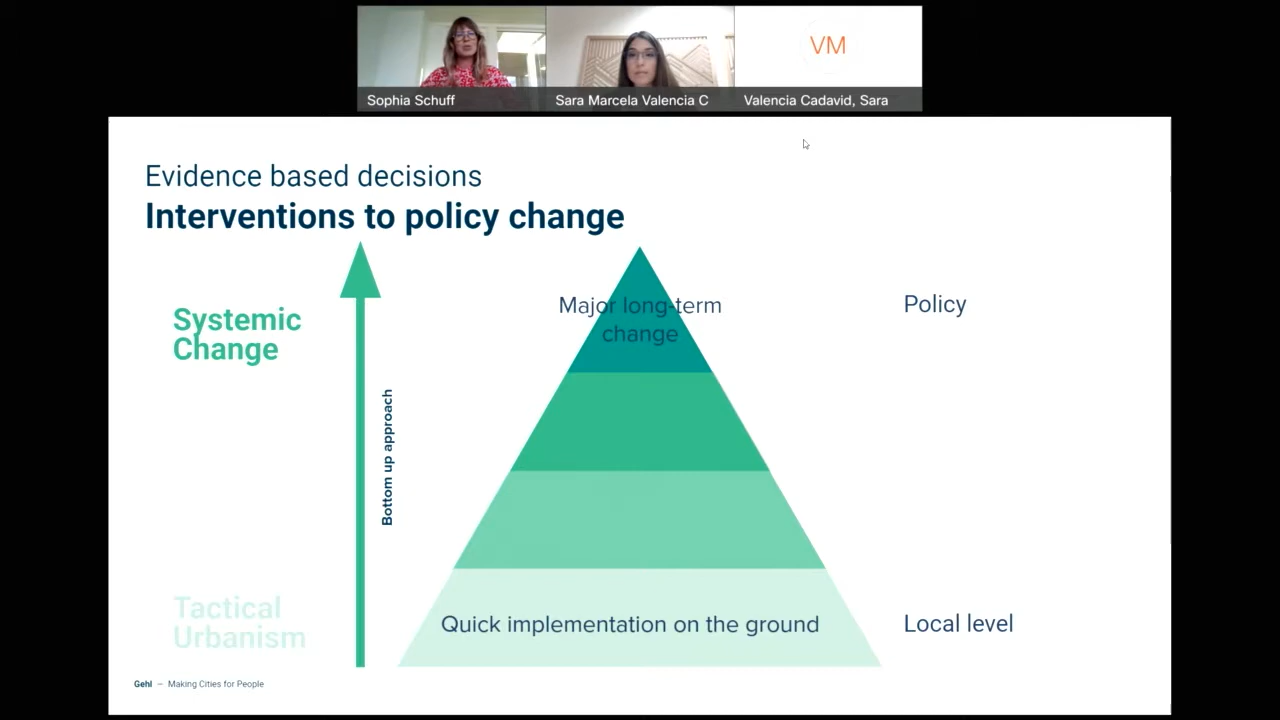 VM
Sophia Schuff
Sara Marcela Valencia C
Valencia Cadavid, Sara
Evidence based decisions
Interventions to policy change
Systemic
Change
Bottom up approach
Major long-term
change
Policy
Tactical
Urbanism
Quick implementation on the ground
Local level
Gehl — Making Cities for People